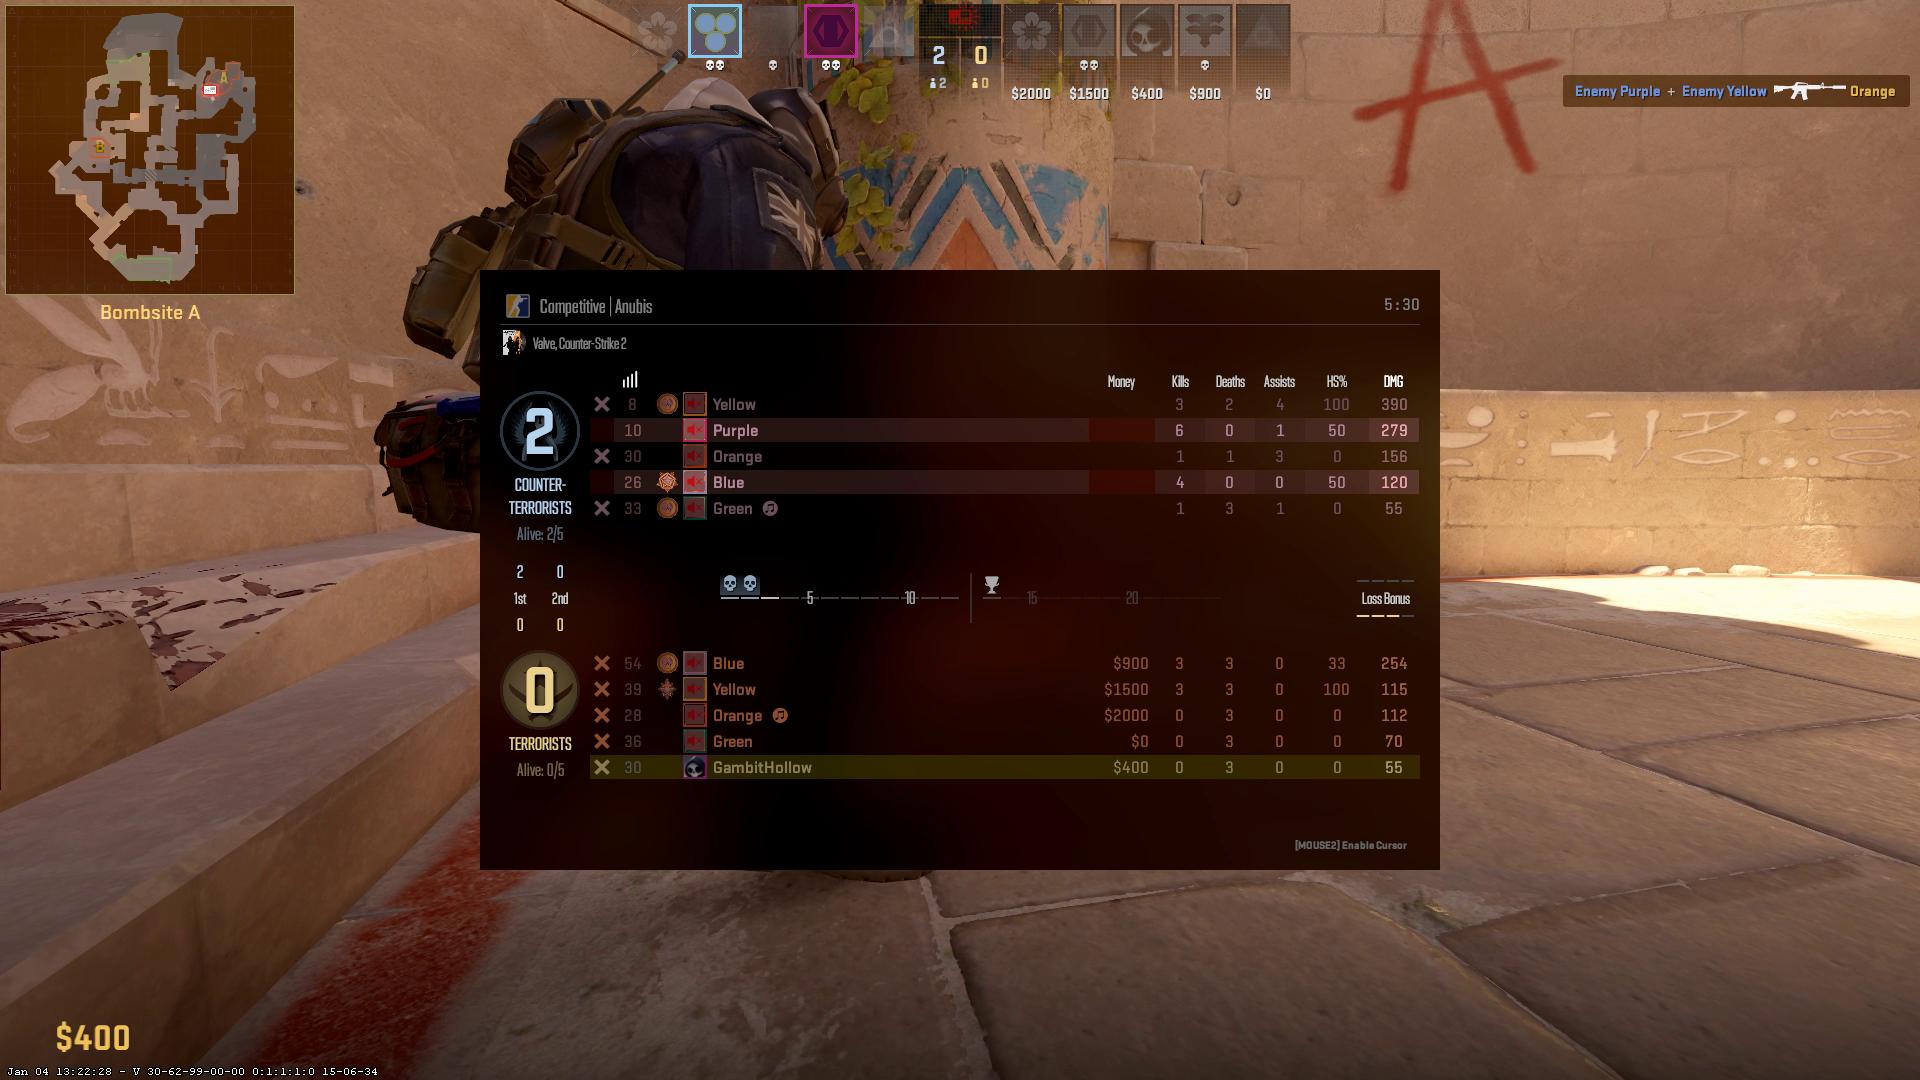 A
B
Bombsite A
2 0
2 0
$2000 $1500 $400 $900 $0
Enemy Purple + Enemy Yellow Orange
A
Competitive | Anubis 5:30
Valve, Counter-Strike 2
Money Kills Deaths Assists HS% DMG
8 Yellow 3 2 4 100 390
10 Purple 6 0 1 50 279
30 Orange 1 1 3 0 156
26 Blue 4 0 0 50 120
33 Green 1 3 1 0 55
2
COUNTER-
TERRORISTS
Alive: 2/5
2 0
1st 2nd
0 0
5 10 15 20
Loss Bonus
54 Blue $900 3 3 0 33 254
39 Yellow $1500 3 3 0 100 115
28 Orange $2000 0 3 0 0 112
36 Green $0 0 3 0 0 70
30 GambitHollow $400 0 3 0 0 55
0
TERRORISTS
Alive: 0/5
[MOUSE2] Enable Cursor
$400
Jan 04 13:22:28 - V 30-62-99-00-00 0:1:1:1:0 15-06-34